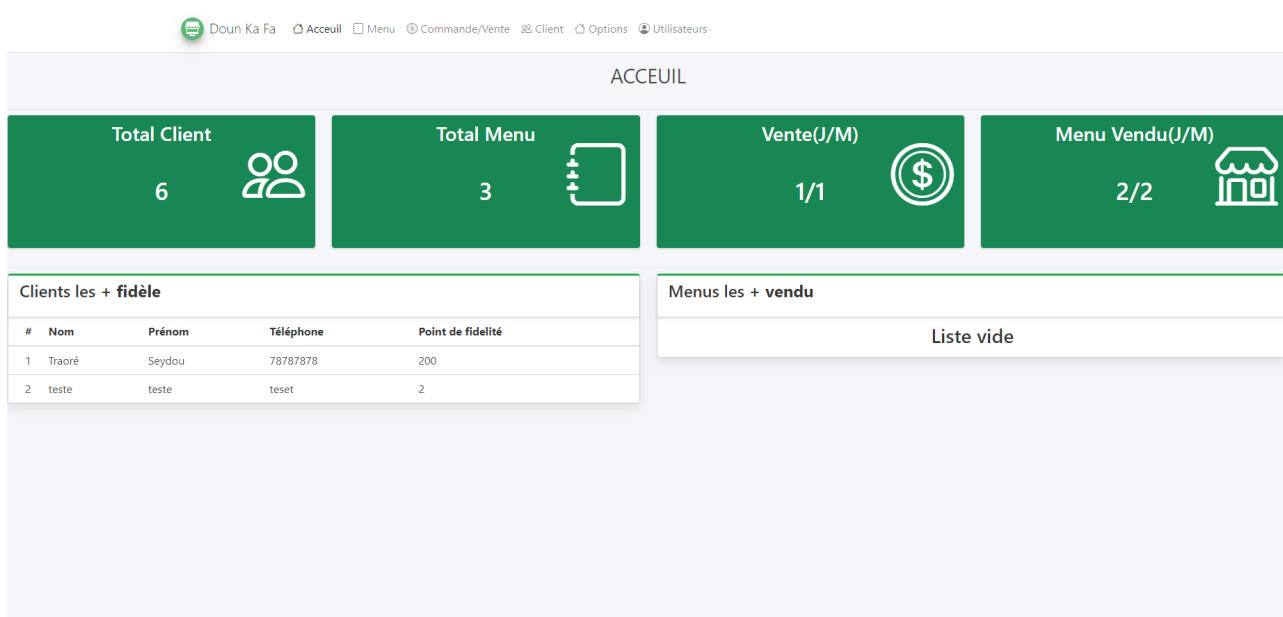 Doun Ka Fa Acceuil Menu Commande/Vente Client Options Utilisateurs
ACCEUIL
Total Client
6
Total Menu
3
Vente(J/M)
1/1
Menu Vendu(J/M)
2/2
Clients les + fidèle
# Nom Prénom Téléphone Point de fidelité
1 Traoré Seydou 78787878 200
2 teste teste teset 2
Menus les + vendu
Liste vide